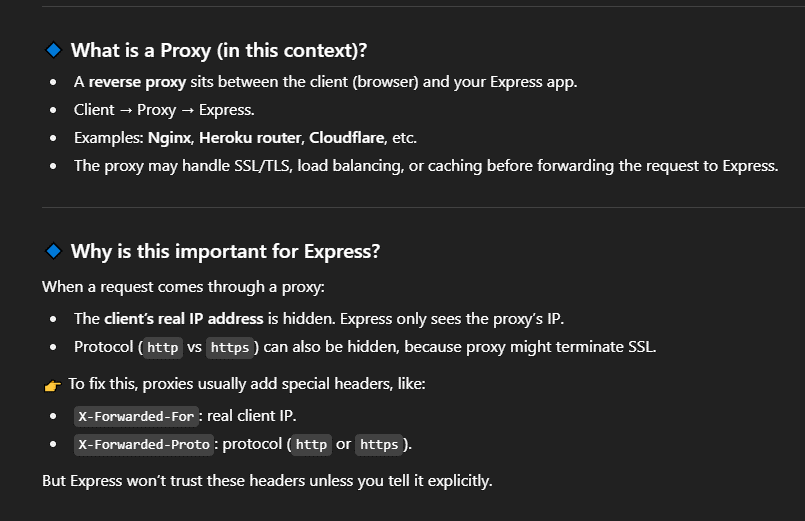 🔷 What is a Proxy (in this context)?
• A reverse proxy sits between the client (browser) and your Express app.
• Client → Proxy → Express.
• Examples: Nginx, Heroku router, Cloudflare, etc.
• The proxy may handle SSL/TLS, load balancing, or caching before forwarding the request to Express.
🔷 Why is this important for Express?
When a request comes through a proxy:
• The client’s real IP address is hidden. Express only sees the proxy’s IP.
• Protocol (http vs https) can also be hidden, because proxy might terminate SSL.
👉 To fix this, proxies usually add special headers, like:
• X-Forwarded-For: real client IP.
• X-Forwarded-Proto: protocol (http or https).
But Express won’t trust these headers unless you tell it explicitly.